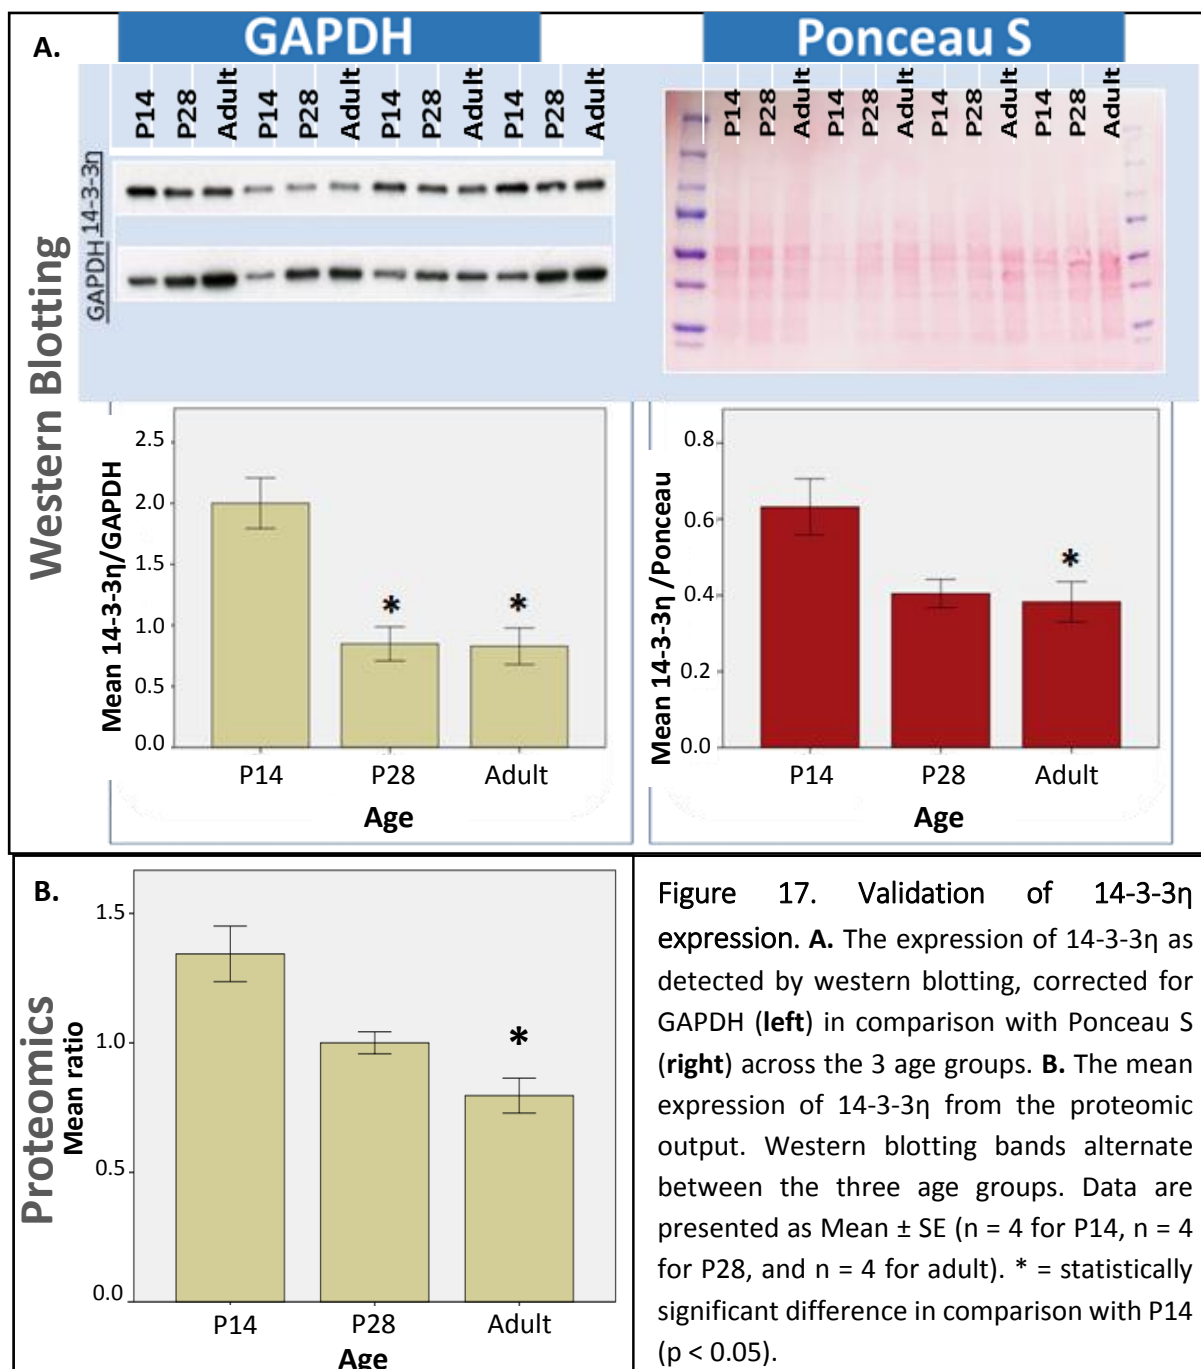 A.
GAPDH
Ponceau S
P14 P28 Adult P14 P28 Adult P14 P28 Adult P14 P28 Adult
P14 P28 Adult P14 P28 Adult P14 P28 Adult P14 P28 Adult
14-3-3η
GAPDH
Western Blotting
Mean 14-3-3η/GAPDH
2.5
2.0
1.5
1.0
0.5
0.0
*
*
P14 P28 Adult
Age
Mean 14-3-3η /Ponceau
0.8
0.6
0.4
0.2
0.0
*
P14 P28 Adult
Age
B.
Proteomics
Mean ratio
1.5
1.0
0.5
0.0
*
P14 P28 Adult
Age
Figure 17. Validation of 14-3-3η
expression. A. The expression of 14-3-3η as
detected by western blotting, corrected for
GAPDH (left) in comparison with Ponceau S
(right) across the 3 age groups. B. The mean
expression of 14-3-3η from the proteomic
output. Western blotting bands alternate
between the three age groups. Data are
presented as Mean ± SE (n = 4 for P14, n = 4
for P28, and n = 4 for adult). * = statistically
significant difference in comparison with P14
(p < 0.05).